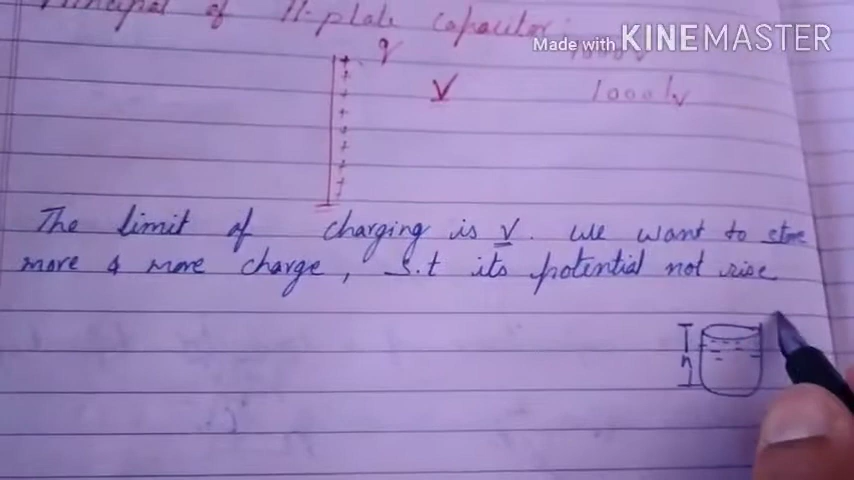 Principal of 11-plate capacitor:
Made with KINEMASTER
q
V
1000 V
The limit of charging is V. We want to store
more & more charge, S.t its potential not rise
h